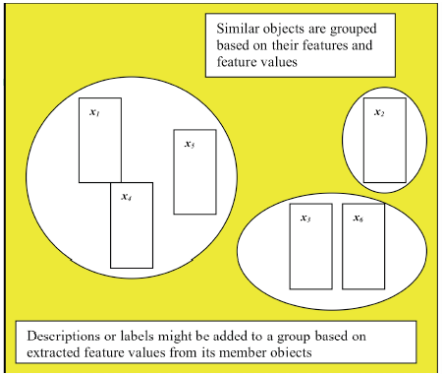 Similar objects are grouped
based on their features and
feature values
x1
x5
x2
x4
x3
x6
Descriptions or labels might be added to a group based on
extracted feature values from its member objects